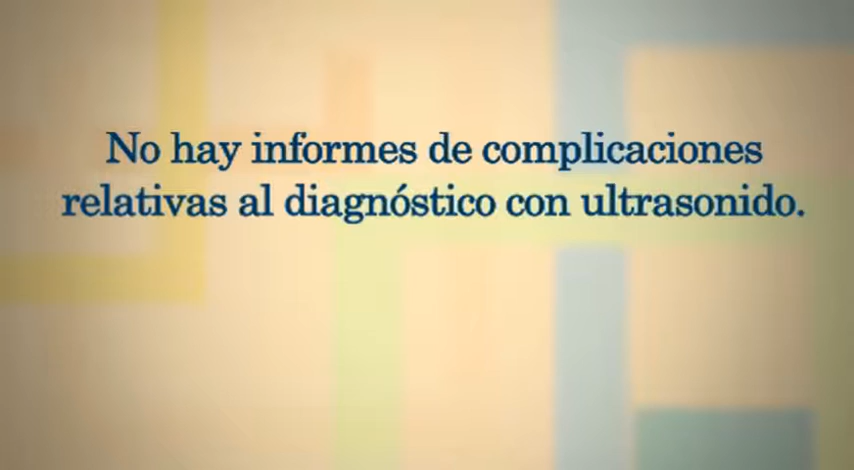 No hay informes de complicaciones
relativas al diagnóstico con ultrasonido.